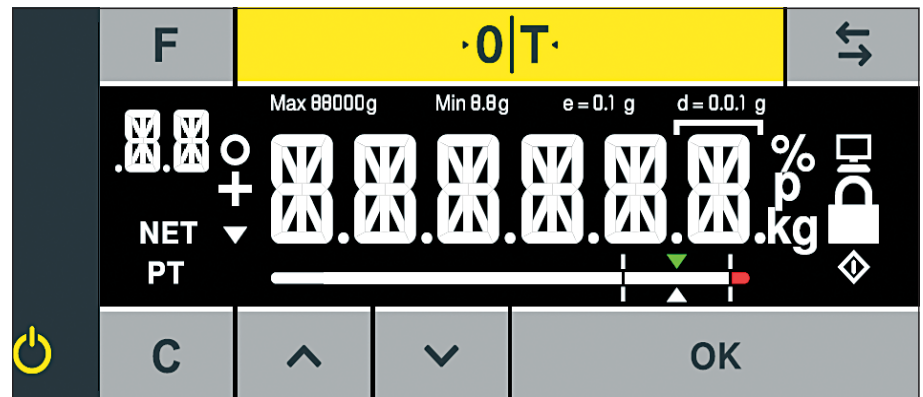 F ·0|T·
Max 88000g Min 8.8g e = 0.1 g d = 0.0.1 g
%
p
NET .kg
PT
C OK